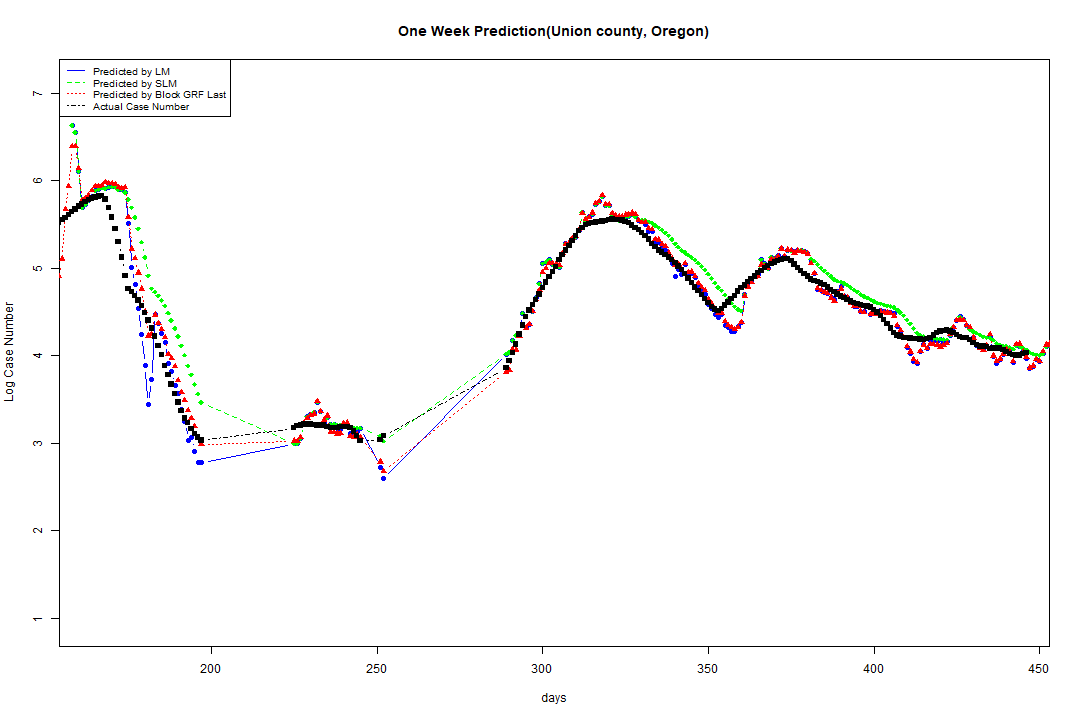 One Week Prediction(Union county, Oregon)
Predicted by LM
Predicted by SLM
Predicted by Block GRF Last
Actual Case Number
7
6
5
4
3
2
1
Log Case Number
200 250 300 350 400 450
days